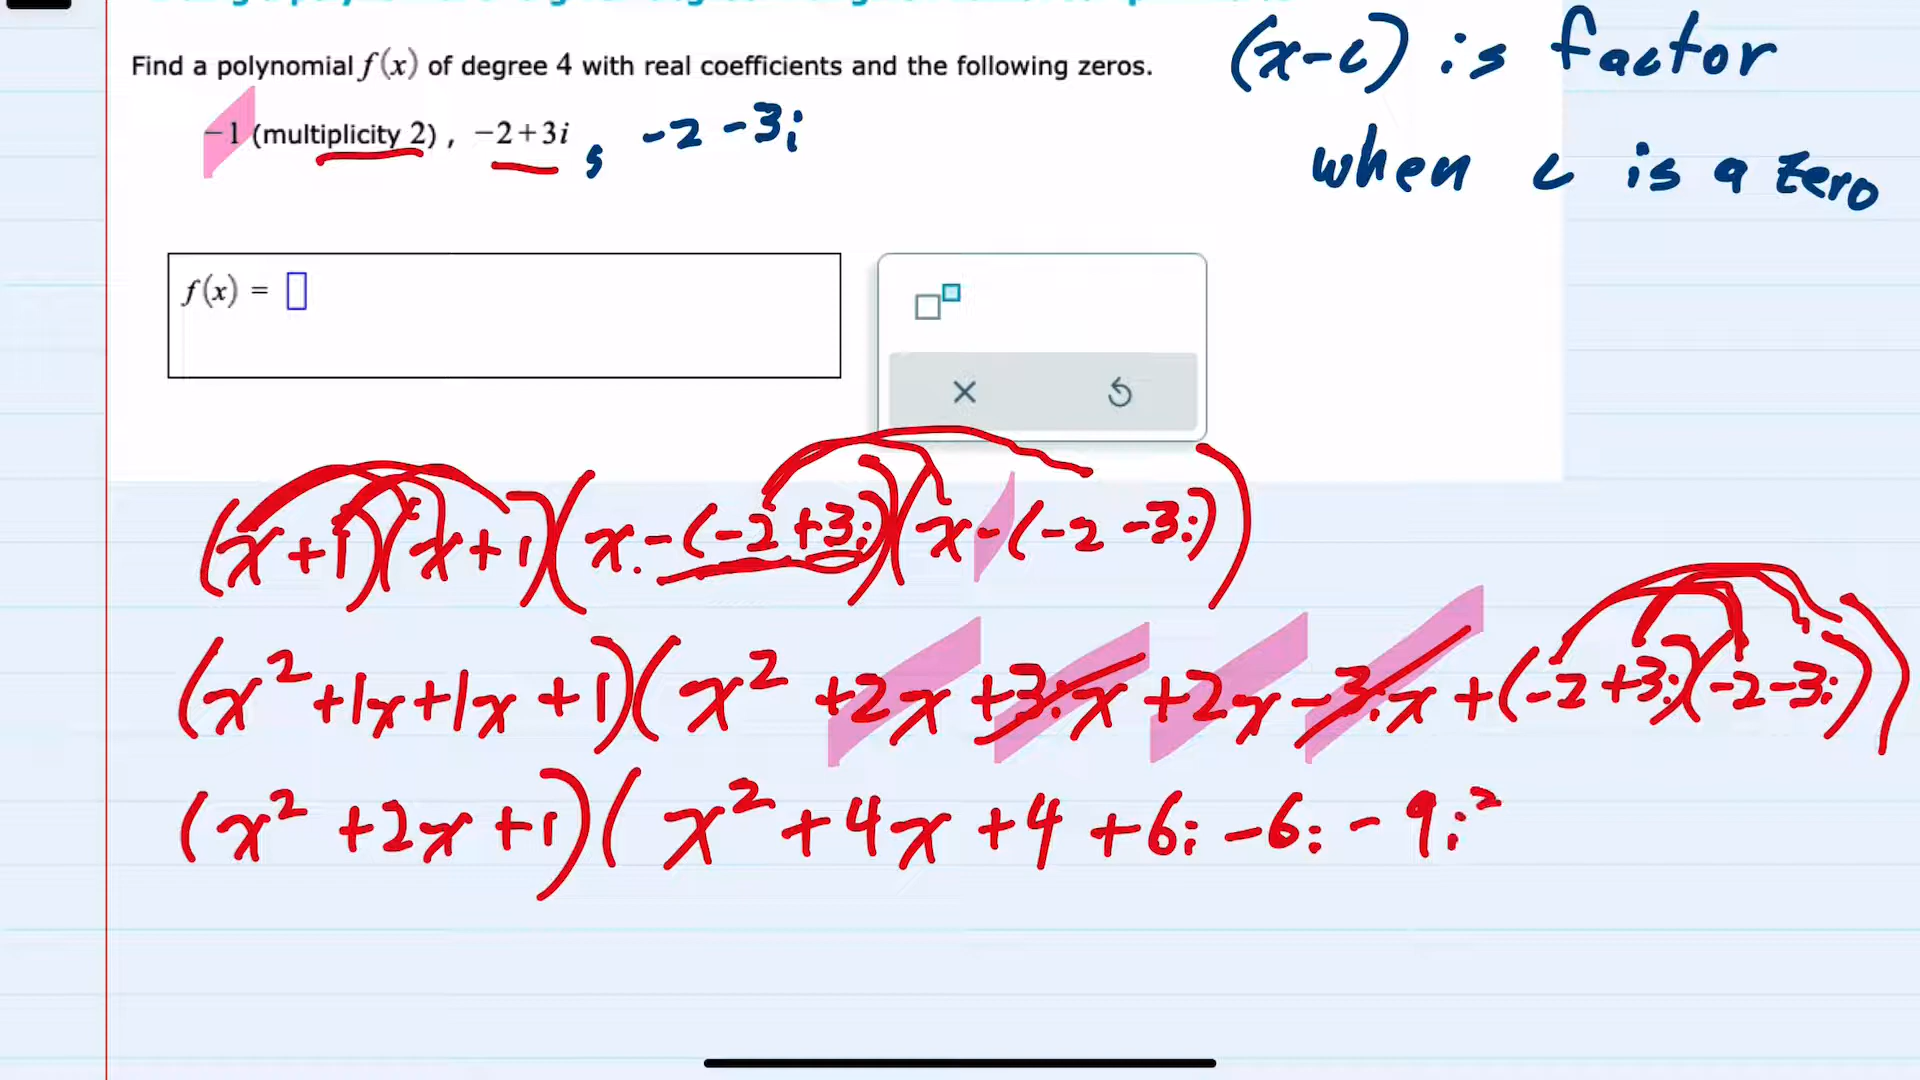 Find a polynomial f(x) of degree 4 with real coefficients and the following zeros.
(x-c) is factor
-1 (multiplicity 2), -2+3i, -2-3i
when c is a zero
f(x) = □
(x+1)(x+1)(x-(-2+3i))(x-(-2-3i))
(x²+1x+1x+1)(x²+2x+3ix+2x-3ix+(-2+3i)(-2-3i))
(x²+2x+1)(x²+4x+4+6i-6i-9i²